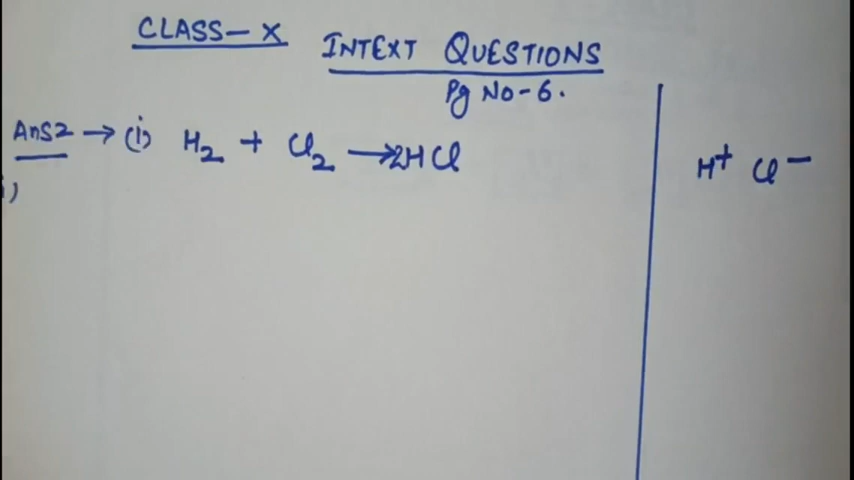 CLASS-X INTEXT QUESTIONS
Pg No-6.
Ans2 → (i) H₂ + Cl₂ → 2HCl
H⁺ Cl⁻
i)